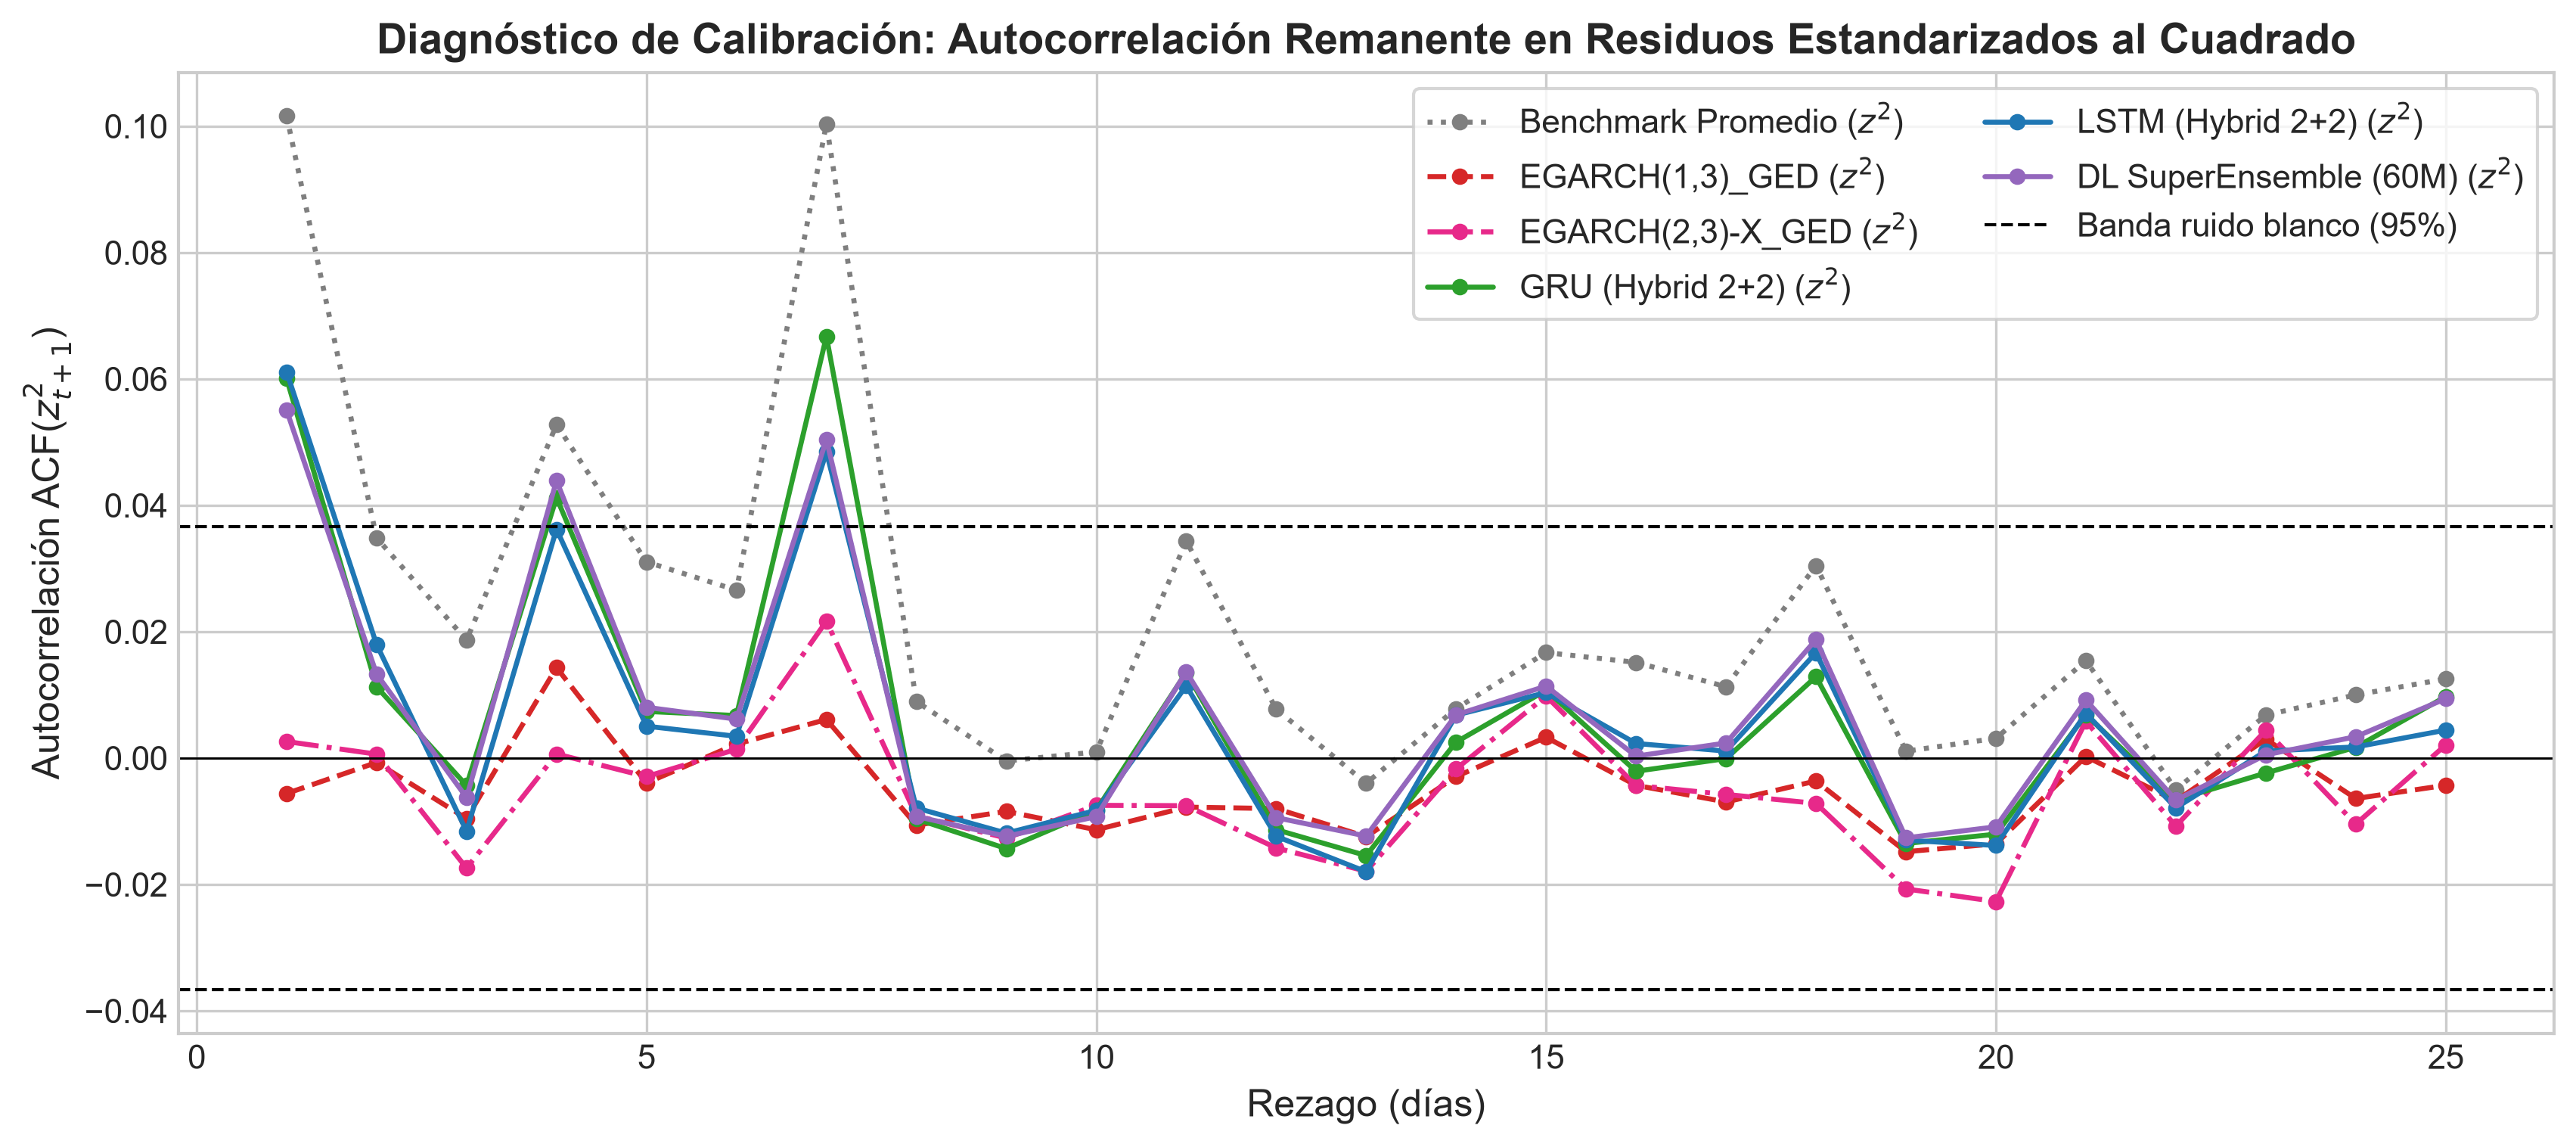 Diagnóstico de Calibración: Autocorrelación Remanente en Residuos Estandarizados al Cuadrado
Autocorrelación ACF(z²ₜ₊₁)
0.10
0.08
0.06
0.04
0.02
0.00
−0.02
−0.04
Benchmark Promedio (z²)
EGARCH(1,3)_GED (z²)
EGARCH(2,3)-X_GED (z²)
GRU (Hybrid 2+2) (z²)
LSTM (Hybrid 2+2) (z²)
DL SuperEnsemble (60M) (z²)
Banda ruido blanco (95%)
0 5 10 15 20 25
Rezago (días)